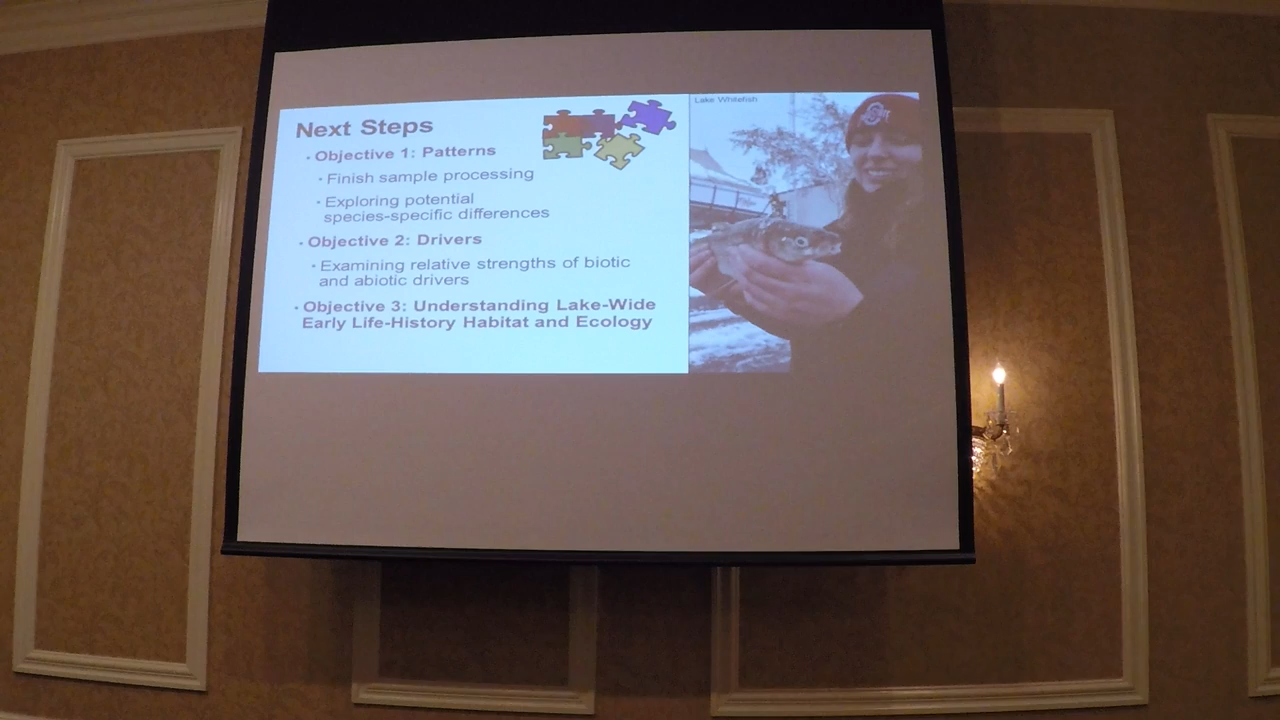 Lake Whitefish
Next Steps
• Objective 1: Patterns
• Finish sample processing
• Exploring potential
species-specific differences
• Objective 2: Drivers
• Examining relative strengths of biotic
and abiotic drivers
• Objective 3: Understanding Lake-Wide
Early Life-History Habitat and Ecology